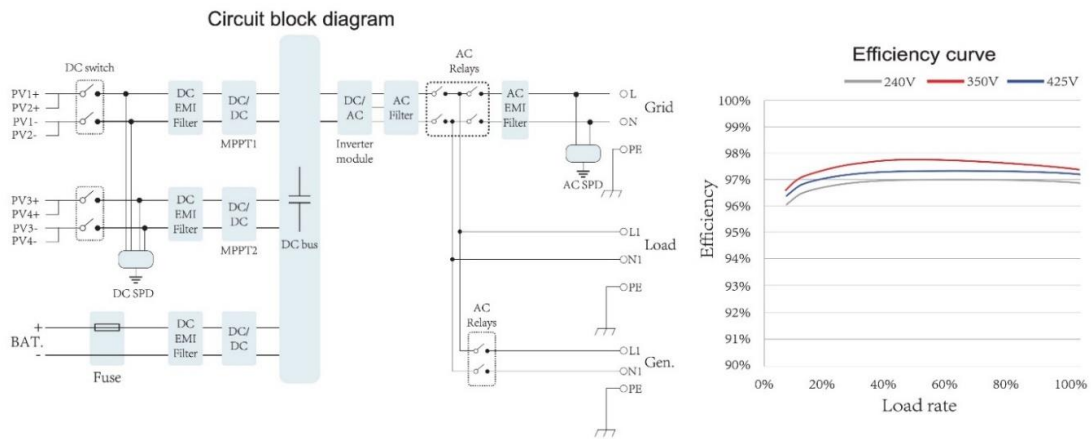 Circuit block diagram
DC switch
PV1+
PV2+
PV1-
PV2-
DC
EMI
Filter
DC/
DC
MPPT1
PV3+
PV4+
PV3-
PV4-
DC
EMI
Filter
DC/
DC
MPPT2
DC SPD
+
BAT.
-
Fuse
DC
EMI
Filter
DC/
DC
DC bus
DC/
AC
Inverter
module
AC
Filter
AC
Relays
AC
EMI
Filter
L
Grid
N
PE
AC SPD
L1
Load
N1
PE
AC
Relays
L1
Gen.
N1
PE
Efficiency curve
240V 350V 425V
100%
99%
98%
97%
96%
95%
94%
93%
92%
91%
90%
Efficiency
0% 20% 40% 60% 80% 100%
Load rate